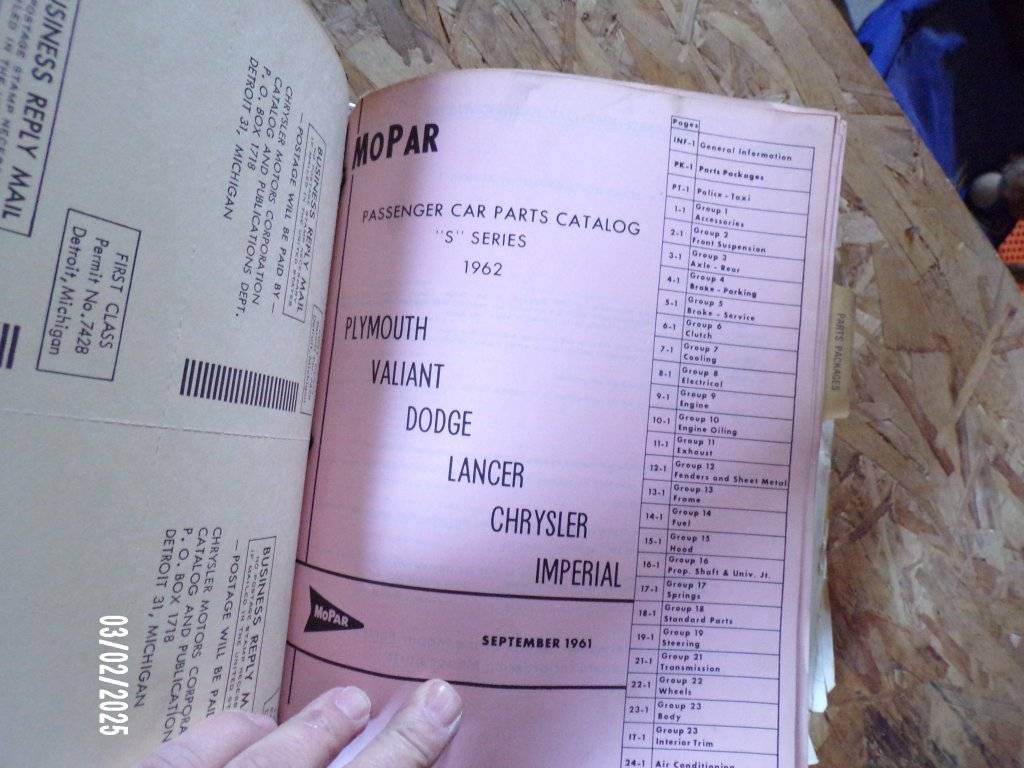 BUSINESS REPLY MAIL
FIRST CLASS
Permit No. 7428
Detroit, Michigan
BUSINESS REPLY MAIL
— POSTAGE WILL BE PAID BY —
CHRYSLER MOTORS CORPORATION
CATALOG AND PUBLICATIONS DEPT.
P. O. BOX 1718
DETROIT 31, MICHIGAN
BUSINESS REPLY M
— POSTAGE WILL BE PAI
CHRYSLER MOTORS CORPORA
CATALOG AND PUBLICATION
P. O. BOX 1718
DETROIT 31, MICHIGAN
MOPAR
PASSENGER CAR PARTS CATALOG
"S" SERIES
1962
PLYMOUTH
VALIANT
DODGE
LANCER
CHRYSLER
IMPERIAL
MOPAR
SEPTEMBER 1961
Pages
INF-1 General Information
PK-1 Parts Packages
PT-1 Police - Taxi
1-1 Group 1
Accessories
2-1 Group 2
Front Suspension
3-1 Group 3
Axle - Rear
4-1 Group 4
Brake - Parking
5-1 Group 5
Brake - Service
6-1 Group 6
Clutch
7-1 Group 7
Cooling
8-1 Group 8
Electrical
9-1 Group 9
Engine
10-1 Group 10
Engine Oiling
11-1 Group 11
Exhaust
12-1 Group 12
Fenders and Sheet Metal
13-1 Group 13
Frame
14-1 Group 14
Fuel
15-1 Group 15
Hood
16-1 Group 16
Prop. Shaft & Univ. Jt.
17-1 Group 17
Springs
18-1 Group 18
Standard Parts
19-1 Group 19
Steering
21-1 Group 21
Transmission
22-1 Group 22
Wheels
23-1 Group 23
Body
IT-1 Group 23
Interior Trim
24-1 Air Conditioning
PARTS PACKAGES
03/02/2025